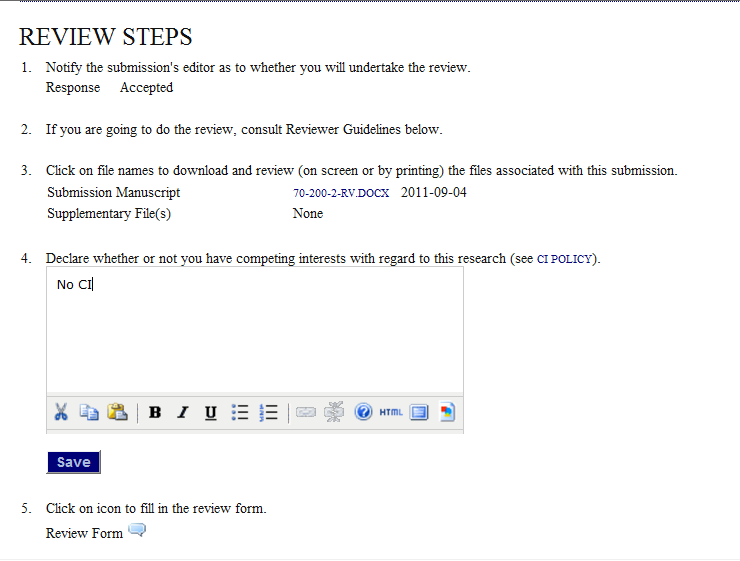 REVIEW STEPS
1. Notify the submission's editor as to whether you will undertake the review.
Response Accepted
2. If you are going to do the review, consult Reviewer Guidelines below.
3. Click on file names to download and review (on screen or by printing) the files associated with this submission.
Submission Manuscript 70-200-2-RV.DOCX 2011-09-04
Supplementary File(s) None
4. Declare whether or not you have competing interests with regard to this research (see CI POLICY).
No CI
B I U HTML
Save
5. Click on icon to fill in the review form.
Review Form